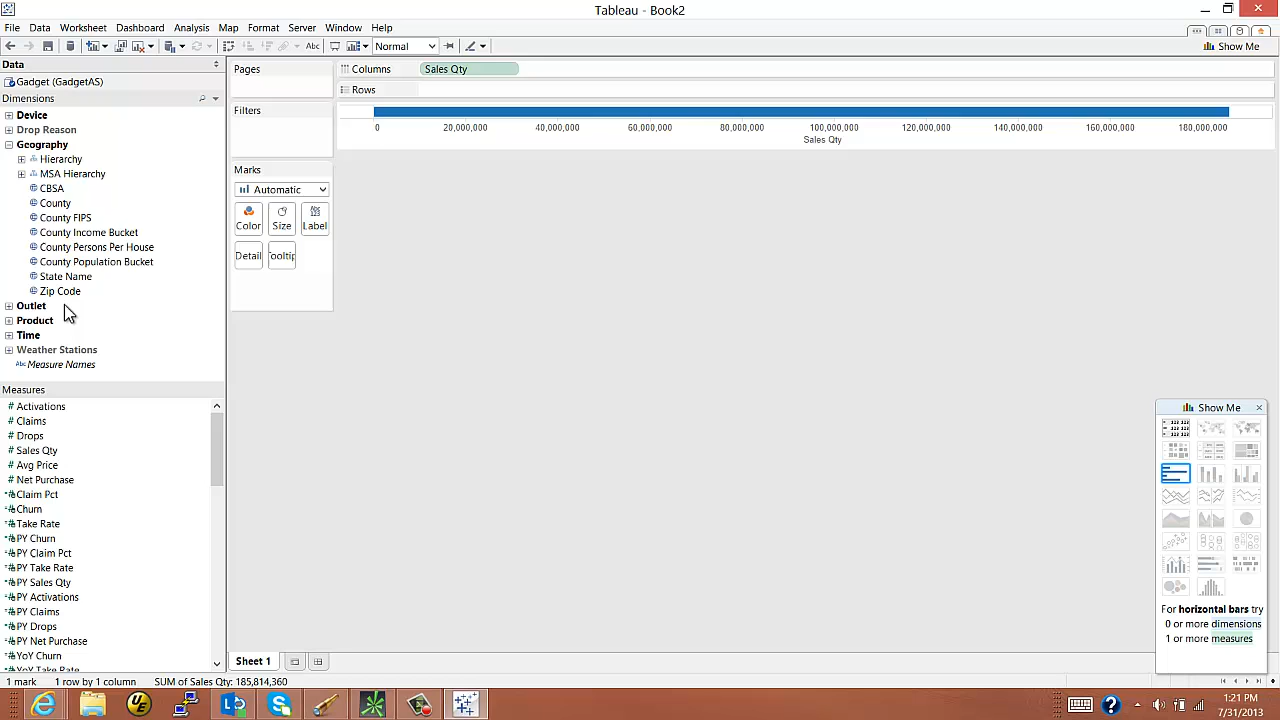 Tableau - Book2
File Data Worksheet Dashboard Analysis Map Format Server Window Help
Abc Normal Show Me
Data
Gadget (GadgetAS)
Dimensions
Device
Drop Reason
Geography
Hierarchy
MSA Hierarchy
CBSA
County
County FIPS
County Income Bucket
County Persons Per House
County Population Bucket
State Name
Zip Code
Outlet
Product
Time
Weather Stations
Abc Measure Names
Measures
# Activations
# Claims
# Drops
# Sales Qty
# Avg Price
# Net Purchase
Claim Pct
Churn
Take Rate
PY Churn
PY Claim Pct
PY Take Rate
PY Sales Qty
PY Activations
PY Claims
PY Drops
PY Net Purchase
YoY Churn
YoY Take Rate
Pages
Filters
Marks
Automatic
Color Size Label
Detail Tooltip
Columns Sales Qty
Rows
0 20,000,000 40,000,000 60,000,000 80,000,000 100,000,000 120,000,000 140,000,000 160,000,000 180,000,000
Sales Qty
Show Me
For horizontal bars try
0 or more dimensions
1 or more measures
Sheet 1
1 mark 1 row by 1 column SUM of Sales Qty: 185,814,360
1:21 PM
7/31/2013